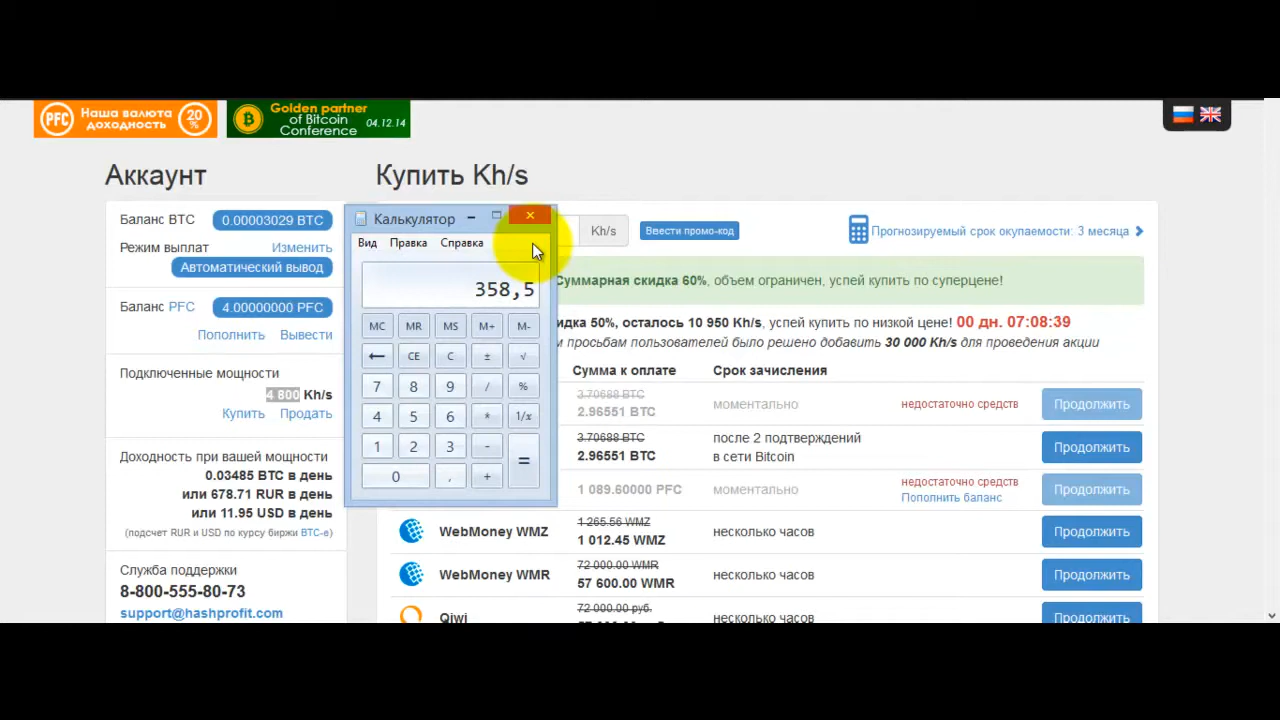 PFC Наша валюта доходность 20 %
Golden partner of Bitcoin Conference 04.12.14
Аккаунт
Баланс BTC 0.00003029 BTC
Режим выплат Изменить
Автоматический вывод
Баланс PFC 4.00000000 PFC
Пополнить Вывести
Подключенные мощности
4 800 Kh/s
Купить Продать
Доходность при вашей мощности
0.03485 BTC в день
или 678.71 RUR в день
или 11.95 USD в день
(подсчет RUR и USD по курсу биржи BTC-e)
Служба поддержки
8-800-555-80-73
support@hashprofit.com
Купить Kh/s
Калькулятор
Вид Правка Справка
358,5
MC MR MS M+ M-
← CE C ± √
7 8 9 / %
4 5 6 * 1/x
1 2 3 - =
0 , +
Kh/s Ввести промо-код Прогнозируемый срок окупаемости: 3 месяца
Суммарная скидка 60%, объем ограничен, успей купить по суперцене!
50%, осталось 10 950 Kh/s, успей купить по низкой цене! 00 дн. 07:08:39
просьбам пользователей было решено добавить 30 000 Kh/s для проведения акции
Сумма к оплате Срок зачисления
3.70688 BTC
2.96551 BTC моментально недостаточно средств Продолжить
3.70688 BTC
2.96551 BTC после 2 подтверждений в сети Bitcoin Продолжить
1 089.60000 PFC моментально недостаточно средств Пополнить баланс Продолжить
WebMoney WMZ 1 265.56 WMZ
1 012.45 WMZ несколько часов Продолжить
WebMoney WMR 72 000.00 WMR
57 600.00 WMR несколько часов Продолжить
Qiwi 72 000.00 руб. несколько часов Продолжить